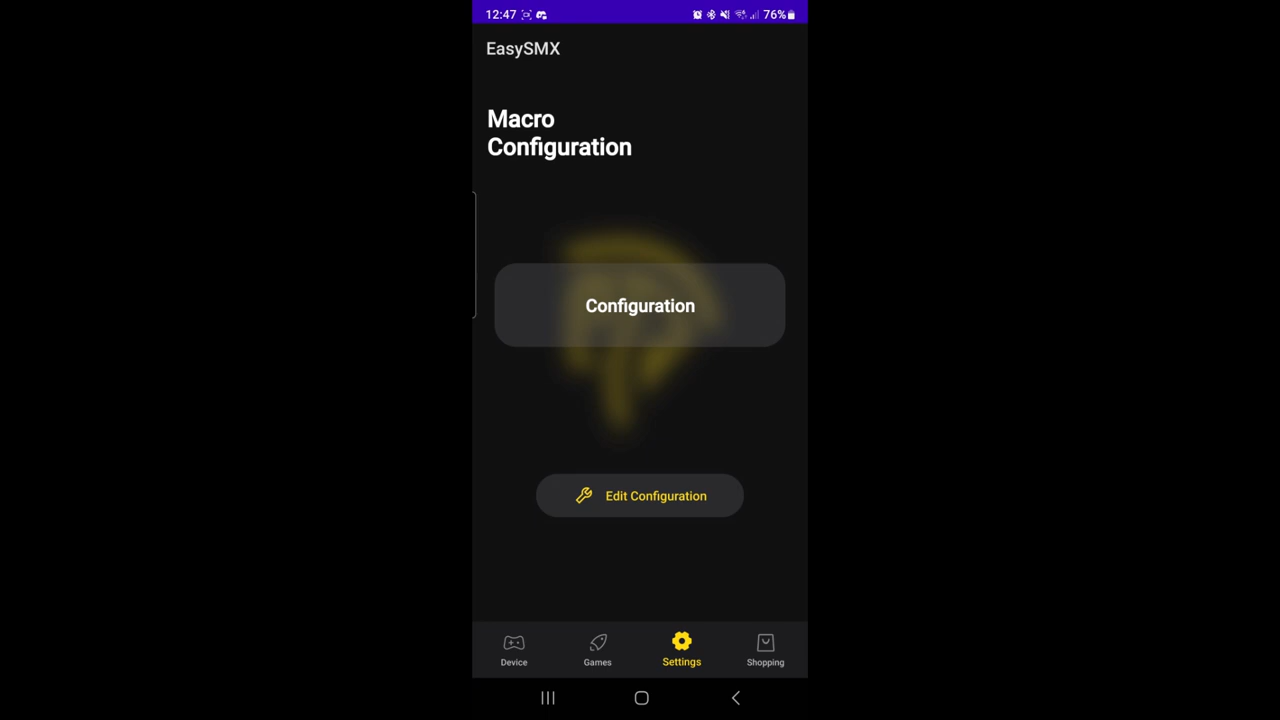 12:47 76%
EasySMX
Macro
Configuration
Configuration
Edit Configuration
Device Games Settings Shopping